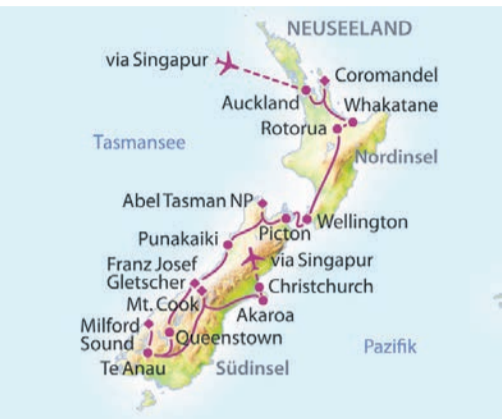 NEUSEELAND
via Singapur
Coromandel
Auckland
Whakatane
Rotorua
Tasmansee
Nordinsel
Abel Tasman NP
Wellington
Picton
Punakaiki
via Singapur
Franz Josef
Gletscher
Christchurch
Mt. Cook
Akaroa
Milford
Sound
Queenstown
Pazifik
Te Anau
Südinsel